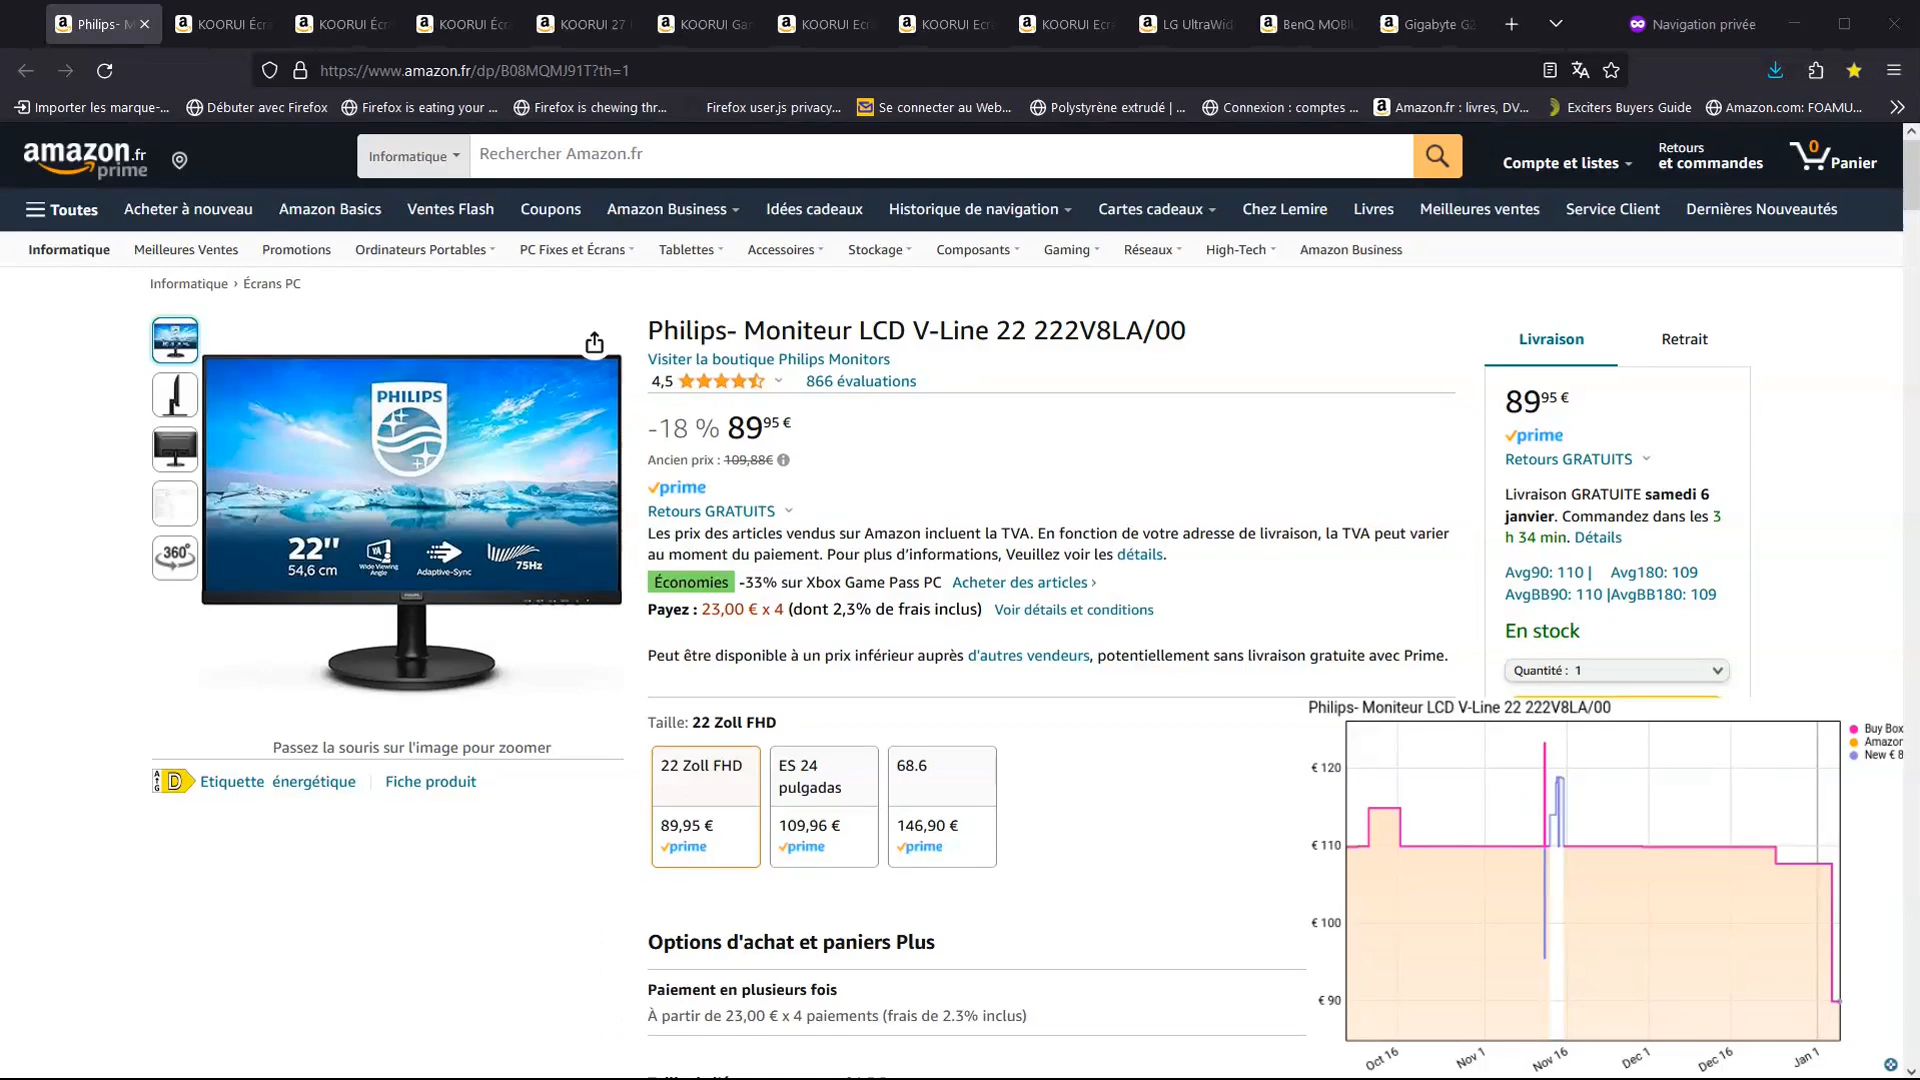 Philips- M
KOORUI Écr
KOORUI Écr
KOORUI Éc
KOORUI 27
KOORUI Gam
KOORUI Ecr
KOORUI Ecr
KOORUI Ecra
LG UltraWid
BenQ MOBI
Gigabyte G2
Navigation privée
https://www.amazon.fr/dp/B08MQMJ91T?th=1
Importer les marque-...
Débuter avec Firefox
Firefox is eating your ...
Firefox is chewing thr...
Firefox user.js privacy...
Se connecter au Web...
Polystyrène extrudé | ...
Connexion : comptes ...
Amazon.fr : livres, DV...
Exciters Buyers Guide
Amazon.com: FOAMU...
amazon.fr
prime
Informatique
Rechercher Amazon.fr
Compte et listes
Retours
et commandes
0
Panier
Toutes
Acheter à nouveau
Amazon Basics
Ventes Flash
Coupons
Amazon Business
Idées cadeaux
Historique de navigation
Cartes cadeaux
Chez Lemire
Livres
Meilleures ventes
Service Client
Dernières Nouveautés
Informatique
Meilleures Ventes
Promotions
Ordinateurs Portables
PC Fixes et Écrans
Tablettes
Accessoires
Stockage
Composants
Gaming
Réseaux
High-Tech
Amazon Business
Informatique › Écrans PC
PHILIPS
22"
54,6 cm
VA
Wide Viewing
Angle
Adaptive-Sync
75Hz
PHILIPS
360°
Passez la souris sur l'image pour zoomer
A
G
D
Etiquette énergétique
Fiche produit
Philips- Moniteur LCD V-Line 22 222V8LA/00
Visiter la boutique Philips Monitors
4,5
866 évaluations
-18 % 89,95 €
Ancien prix : 109,88€
prime
Retours GRATUITS
Les prix des articles vendus sur Amazon incluent la TVA. En fonction de votre adresse de livraison, la TVA peut varier
au moment du paiement. Pour plus d’informations, Veuillez voir les détails.
Économies -33% sur Xbox Game Pass PC Acheter des articles ›
Payez : 23,00 € x 4 (dont 2,3% de frais inclus) Voir détails et conditions
Peut être disponible à un prix inférieur auprès d'autres vendeurs, potentiellement sans livraison gratuite avec Prime.
Taille: 22 Zoll FHD
22 Zoll FHD
89,95 €
prime
ES 24
pulgadas
109,96 €
prime
68.6
146,90 €
prime
Options d'achat et paniers Plus
Paiement en plusieurs fois
À partir de 23,00 € x 4 paiements (frais de 2.3% inclus)
Livraison
Retrait
89,95 €
prime
Retours GRATUITS
Livraison GRATUITE samedi 6
janvier. Commandez dans les 3
h 34 min. Détails
Avg90: 110 | Avg180: 109
AvgBB90: 110 |AvgBB180: 109
En stock
Quantité : 1
Philips- Moniteur LCD V-Line 22 222V8LA/00
Buy Box
Amazon
New € 8
€ 120
€ 110
€ 100
€ 90
Oct 16
Nov 1
Nov 16
Dec 1
Dec 16
Jan 1